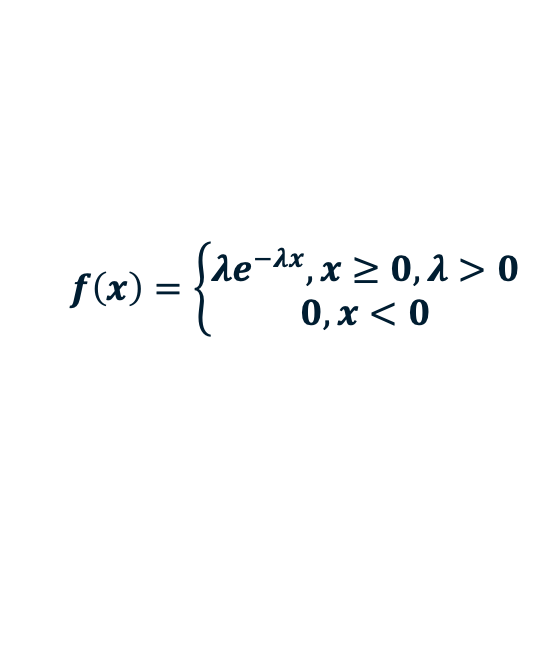 f(x) = {λe^{−λx}, x ≥ 0, λ > 0
0, x < 0